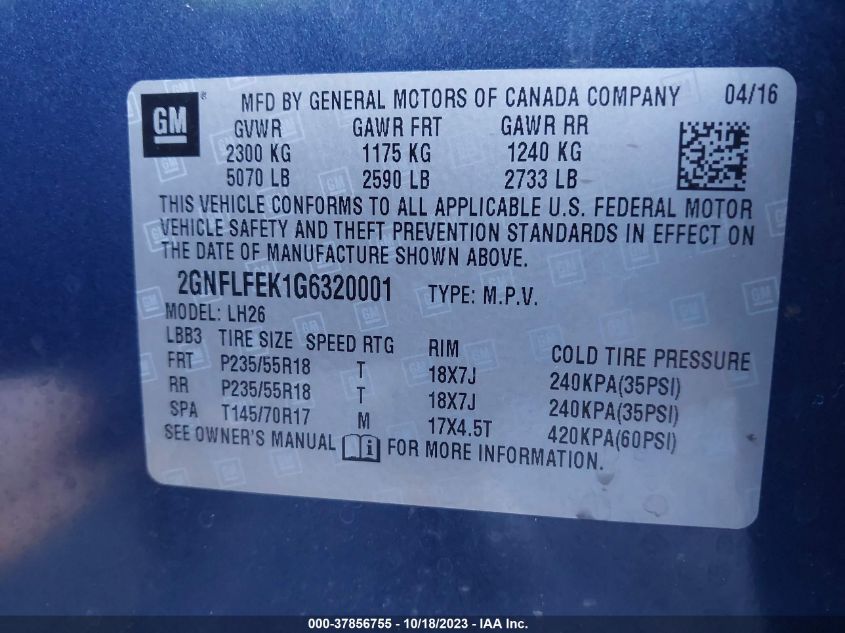 GM ® MFD BY GENERAL MOTORS OF CANADA COMPANY 04/16
GVWR GAWR FRT GAWR RR
2300 KG 1175 KG 1240 KG
5070 LB 2590 LB 2733 LB
THIS VEHICLE CONFORMS TO ALL APPLICABLE U.S. FEDERAL MOTOR
VEHICLE SAFETY AND THEFT PREVENTION STANDARDS IN EFFECT ON
THE DATE OF MANUFACTURE SHOWN ABOVE.
2GNFLFEK1G6320001 TYPE: M.P.V.
MODEL: LH26
LBB3 TIRE SIZE SPEED RTG RIM COLD TIRE PRESSURE
FRT P235/55R18 T 18X7J 240KPA(35PSI)
RR P235/55R18 T 18X7J 240KPA(35PSI)
SPA T145/70R17 M 17X4.5T 420KPA(60PSI)
SEE OWNER'S MANUAL i FOR MORE INFORMATION.
000-37856755 - 10/18/2023 - IAA Inc.